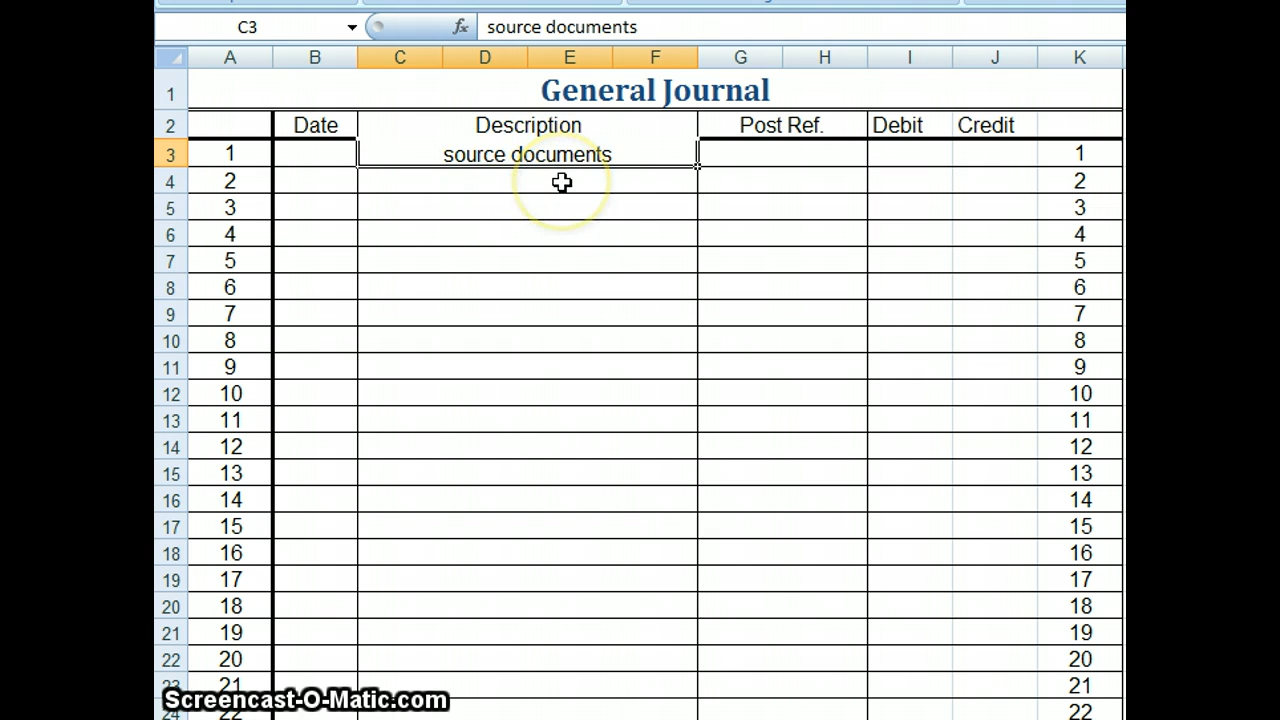 C3 fx source documents
A B C D E F G H I J K
1 General Journal
2 Date Description Post Ref. Debit Credit
3 1 source documents 1
4 2 2
5 3 3
6 4 4
7 5 5
8 6 6
9 7 7
10 8 8
11 9 9
12 10 10
13 11 11
14 12 12
15 13 13
16 14 14
17 15 15
18 16 16
19 17 17
20 18 18
21 19 19
22 20 20
23 21 21
24 22 22
Screencast-O-Matic.com